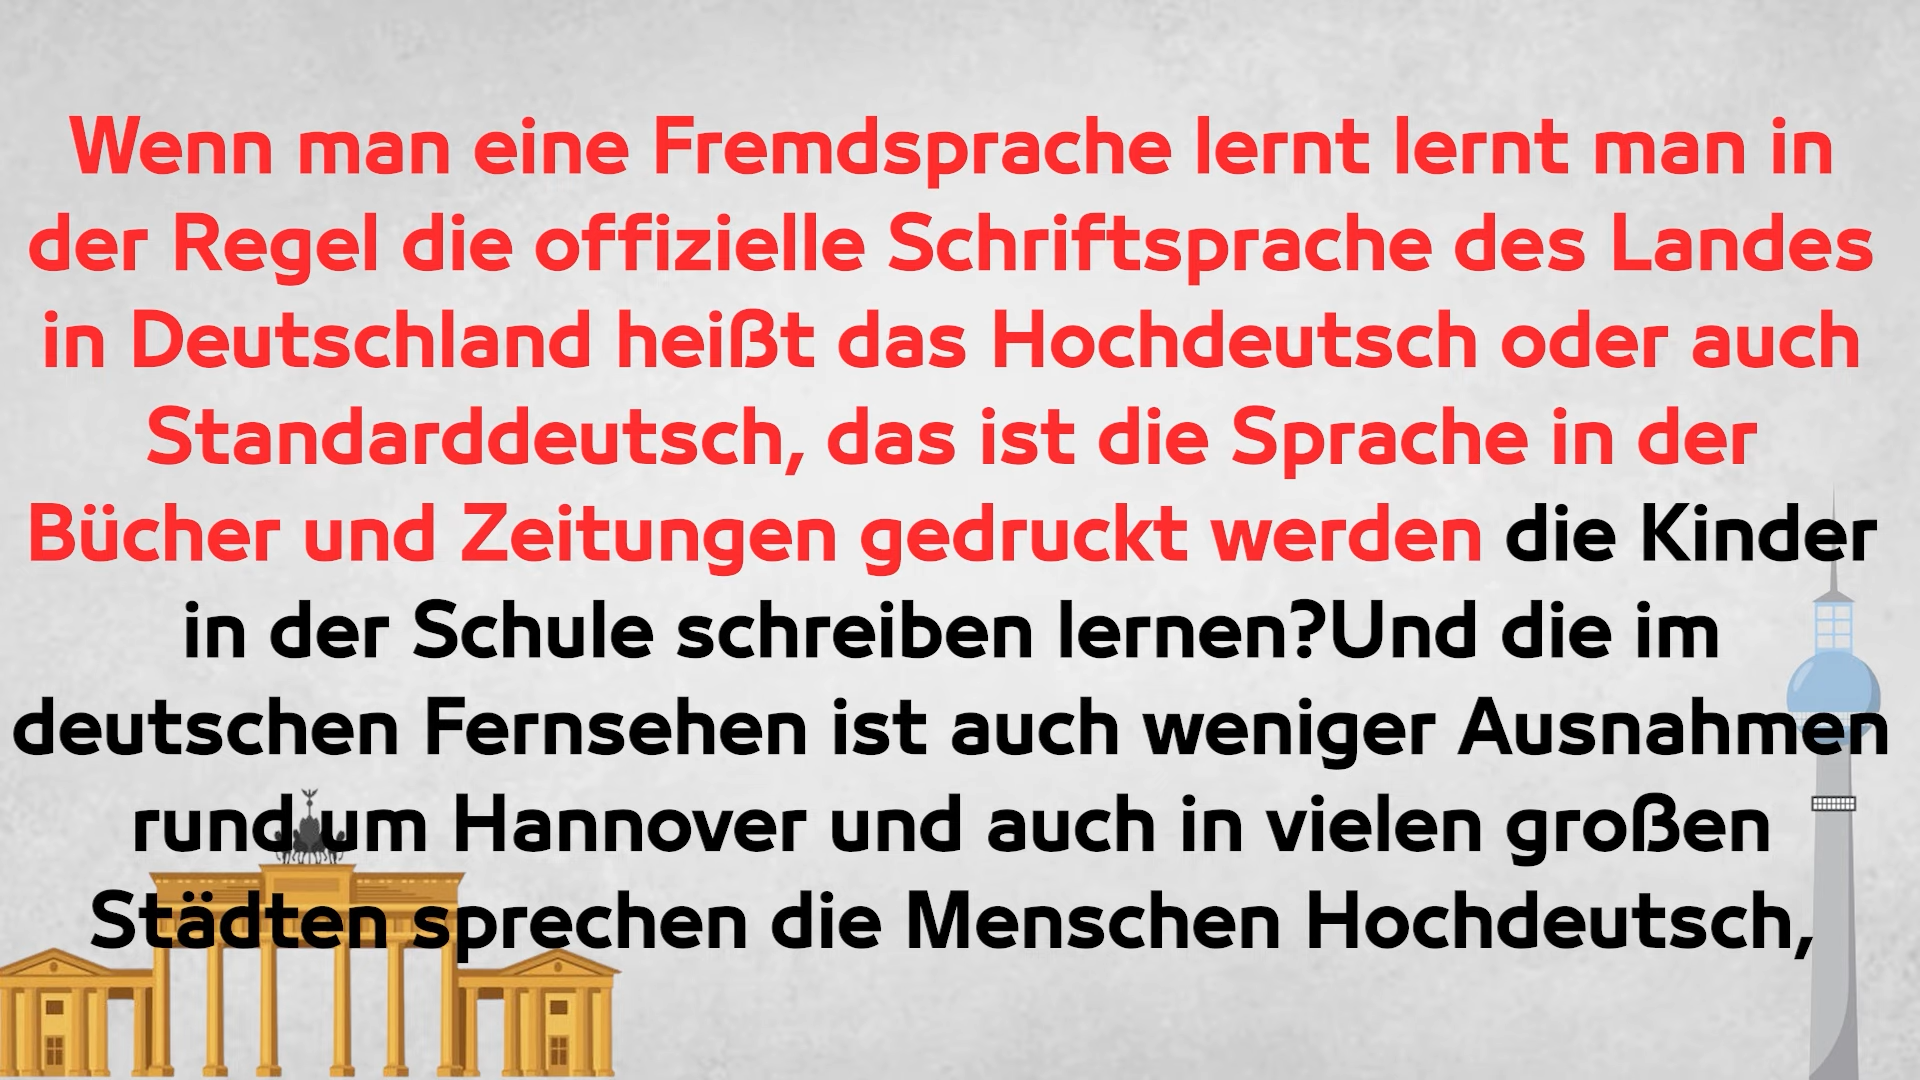 Wenn man eine Fremdsprache lernt lernt man in
der Regel die offizielle Schriftsprache des Landes
in Deutschland heißt das Hochdeutsch oder auch
Standarddeutsch, das ist die Sprache in der
Bücher und Zeitungen gedruckt werden die Kinder
in der Schule schreiben lernen?Und die im
deutschen Fernsehen ist auch weniger Ausnahmen
rund um Hannover und auch in vielen großen
Städten sprechen die Menschen Hochdeutsch,